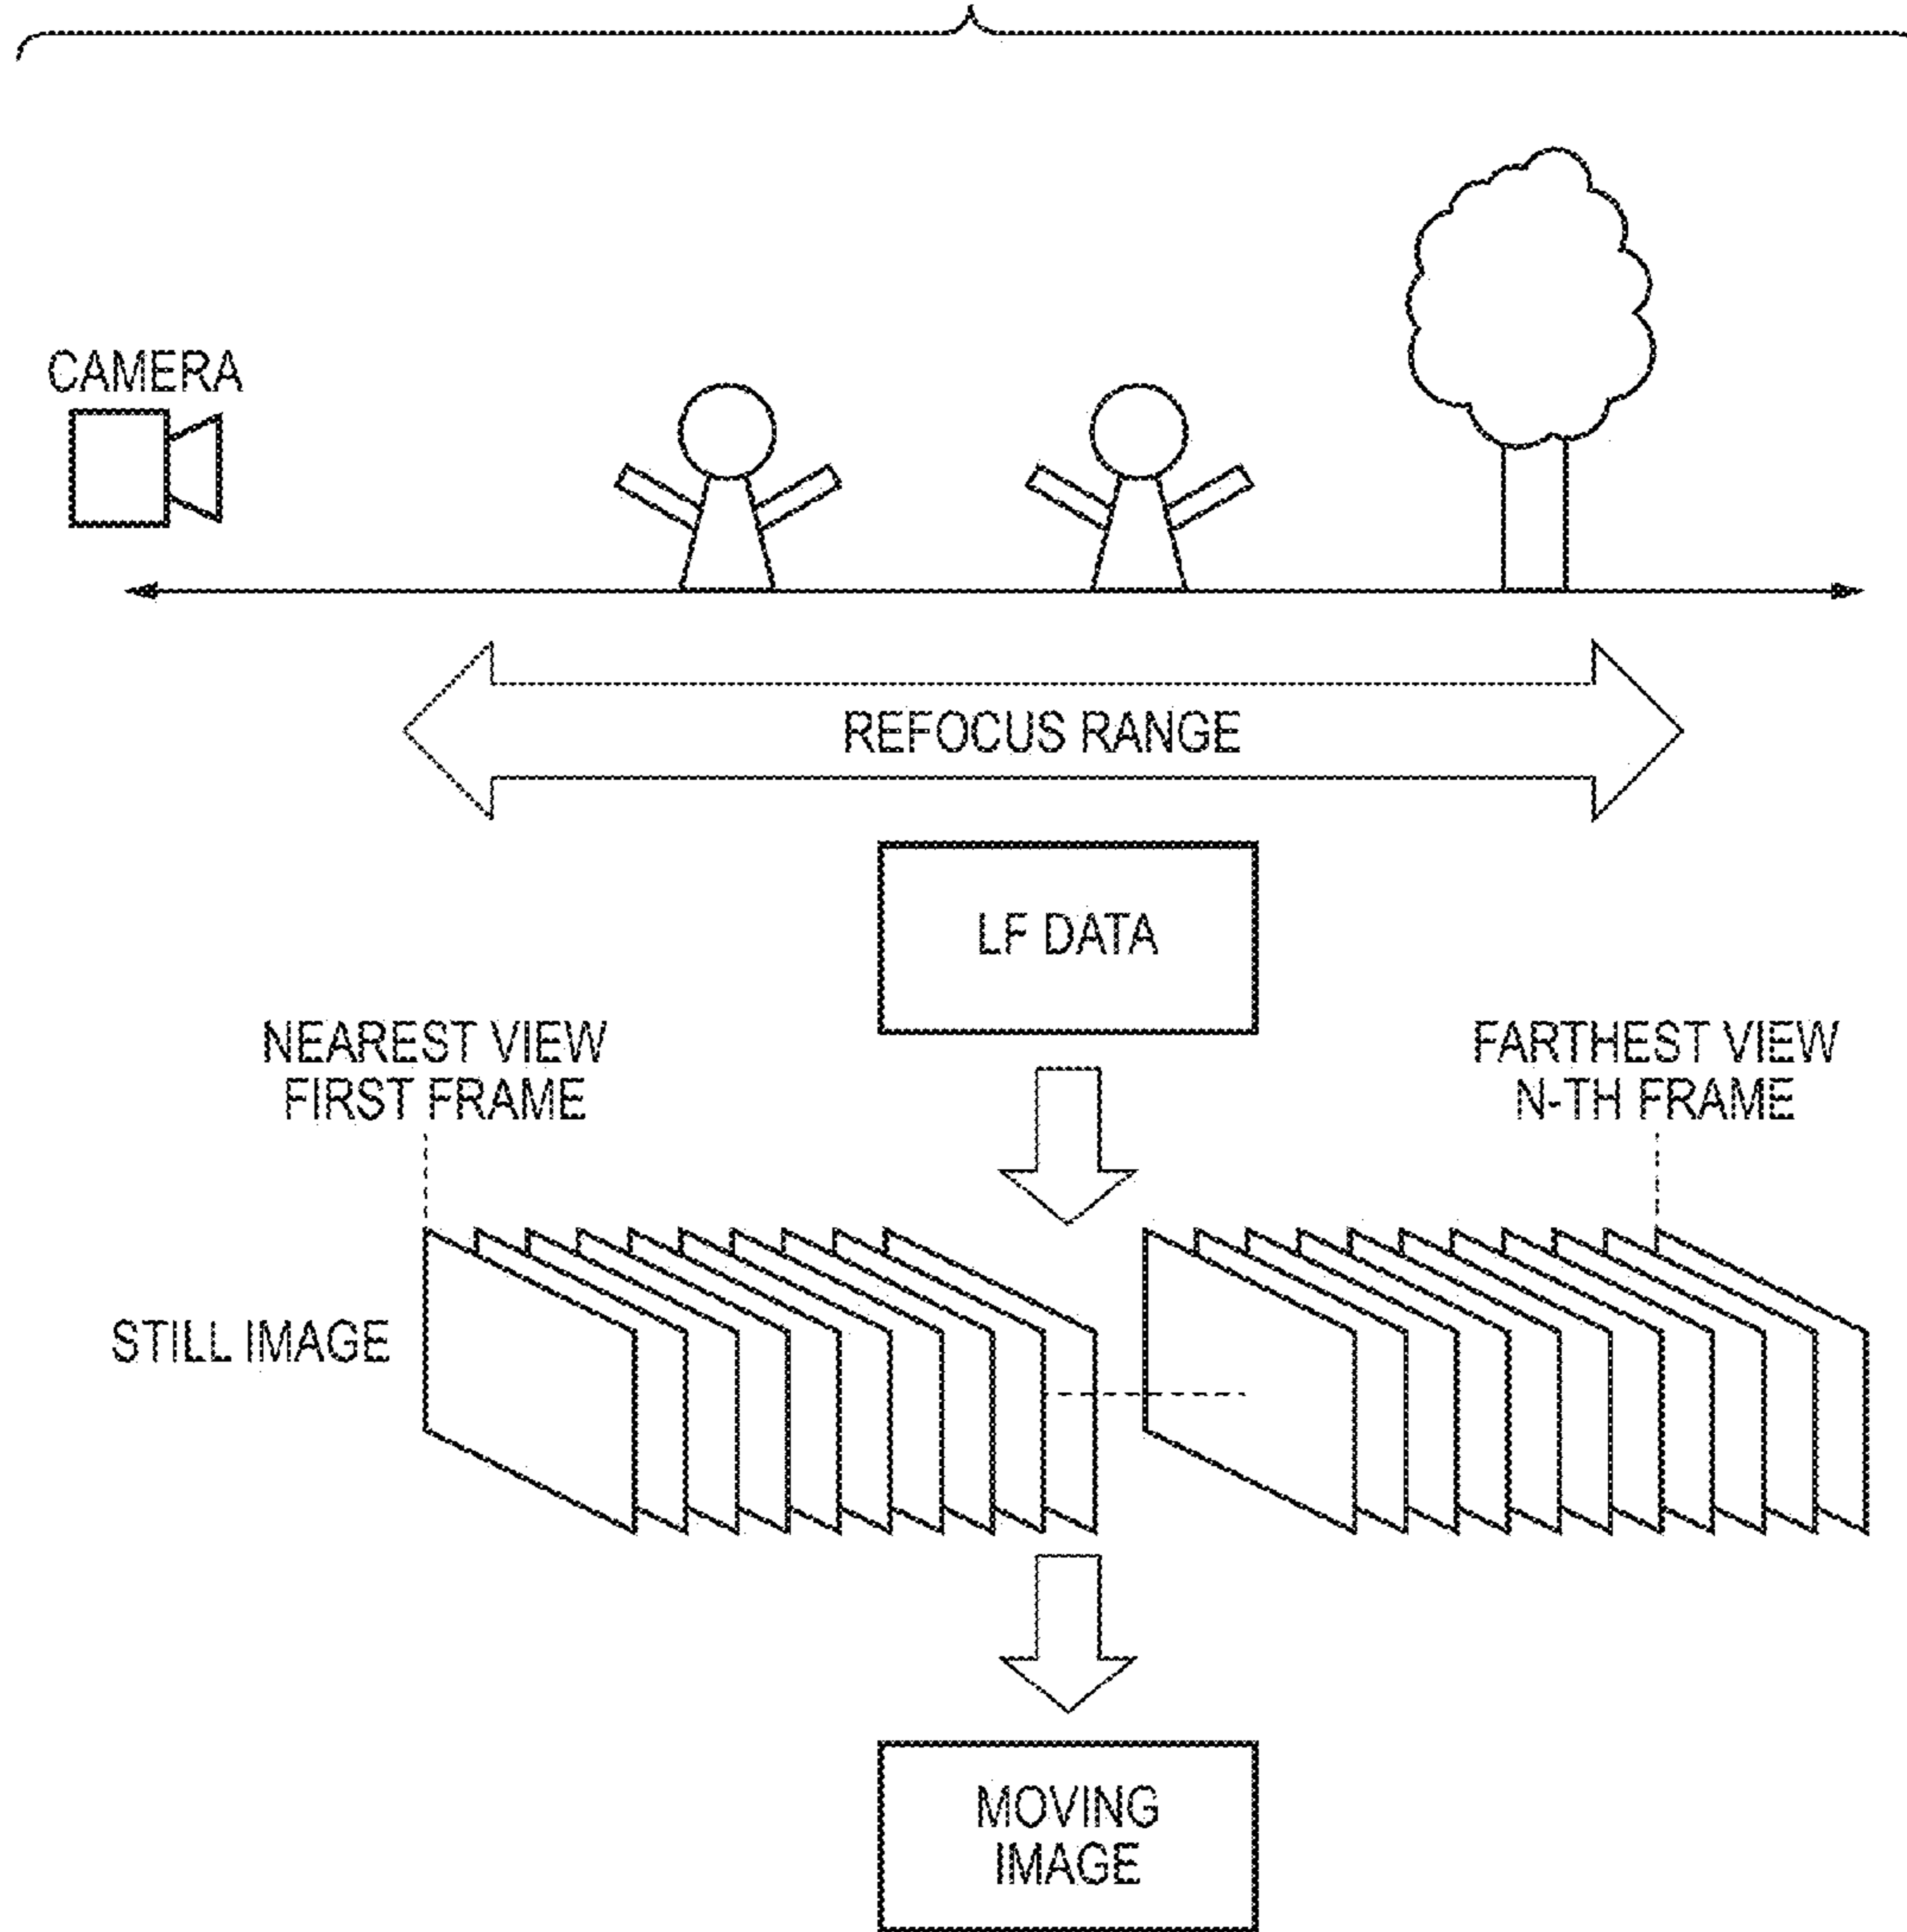 CAMERA
REFOCUS RANGE
LF DATA
NEAREST VIEW
FIRST FRAME
FARTHEST VIEW
N-TH FRAME
STILL IMAGE
MOVING
IMAGE